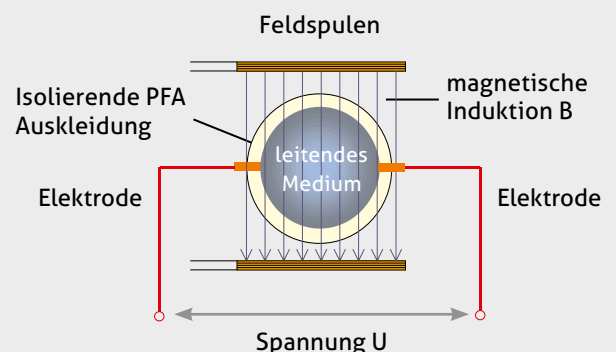 Feldspulen
magnetische
Induktion B
Isolierende PFA
Auskleidung
leitendes
Medium
Elektrode
Elektrode
Spannung U